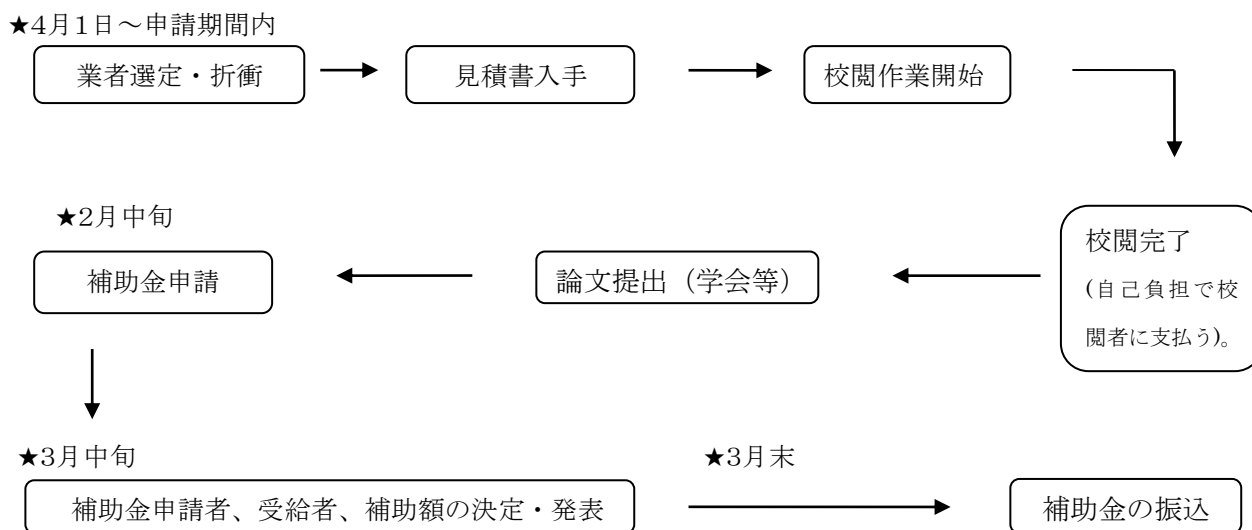 ★4月1日～申請期間内
業者選定・折衝
見積書入手
校閲作業開始
校閲完了
(自己負担で校
閲者に支払う)。
論文提出（学会等）
★2月中旬
補助金申請
★3月中旬
補助金申請者、受給者、補助額の決定・発表
★3月末
補助金の振込